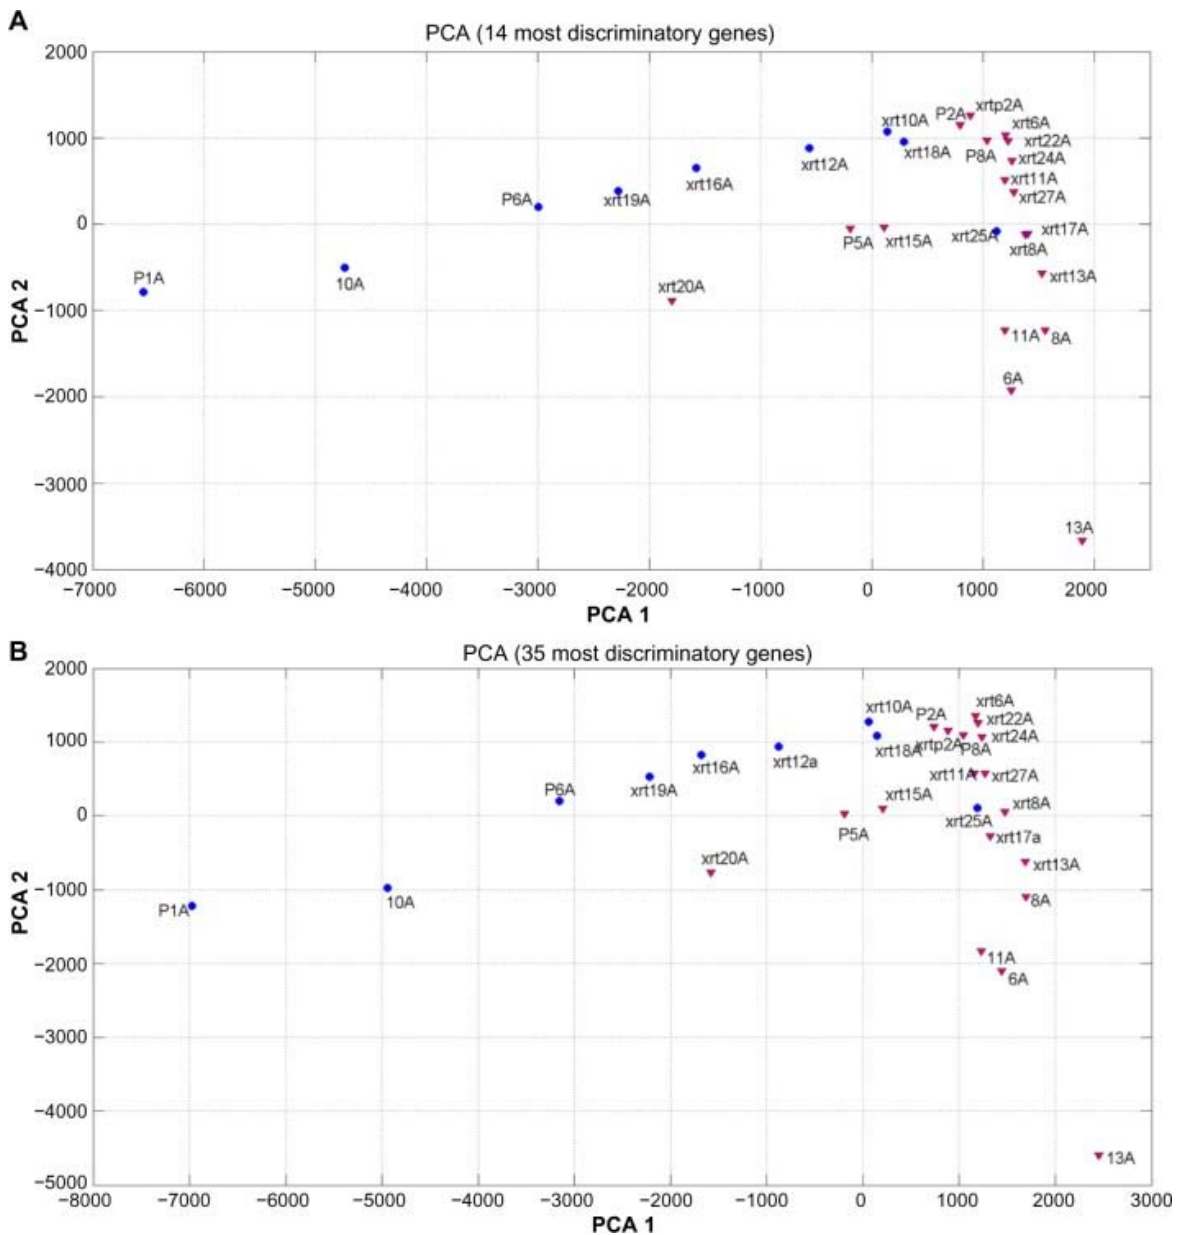 A
PCA (14 most discriminatory genes)
2000
1000
0
−1000
−2000
−3000
−4000
PCA 2
xrtp2A
P2A
xrt10A
xrt6A
xrt22A
xrt18A
P8A
xrt24A
xrt12A
xrt11A
xrt16A
xrt27A
P6A
xrt19A
xrt25A
xrt17A
P5A
xrt15A
xrt8A
P1A
10A
xrt20A
xrt13A
11A
8A
6A
13A
−7000 −6000 −5000 −4000 −3000 −2000 −1000 0 1000 2000
PCA 1
B
PCA (35 most discriminatory genes)
2000
1000
0
−1000
−2000
−3000
−4000
−5000
PCA 2
xrt6A
xrt10A
P2A
xrt22A
xrt24A
xrt18A
xrtp2A
P8A
xrt16A
xrt12a
xrt11A
xrt27A
P6A
xrt19A
xrt15A
xrt8A
xrt25A
P5A
xrt17a
xrt20A
xrt13A
10A
8A
P1A
11A
6A
13A
−8000 −7000 −6000 −5000 −4000 −3000 −2000 −1000 0 1000 2000 3000
PCA 1